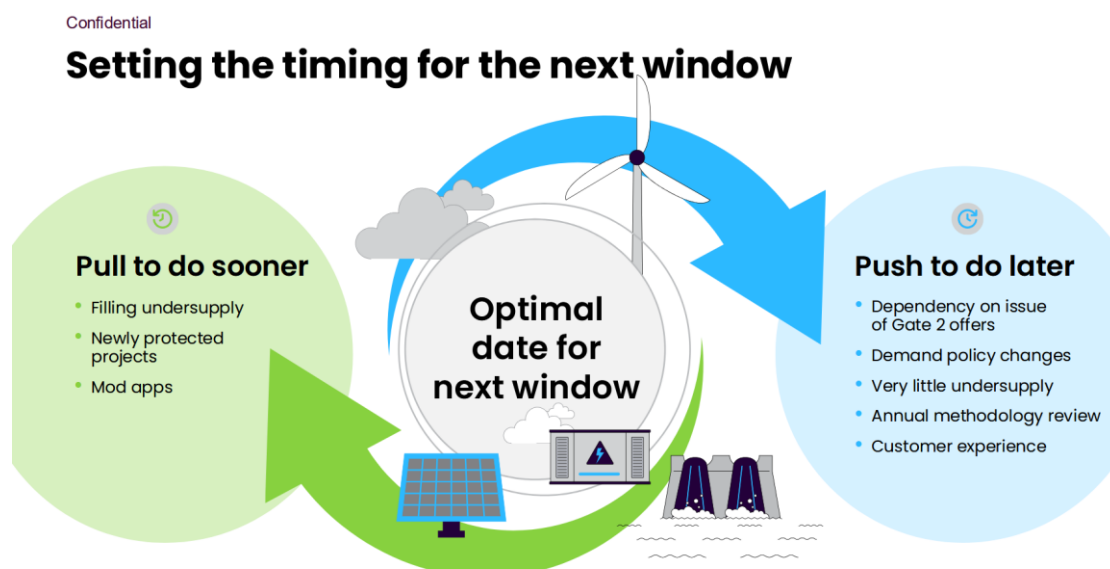 Confidential
Setting the timing for the next window
Pull to do sooner
• Filling undersupply
• Newly protected
projects
• Mod apps
Optimal
date for
next window
Push to do later
• Dependency on issue
of Gate 2 offers
• Demand policy changes
• Very little undersupply
• Annual methodology review
• Customer experience